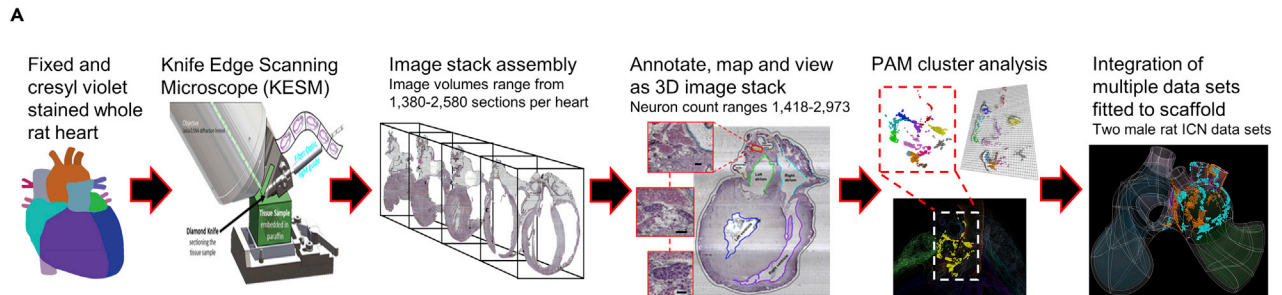 A
Fixed and
cresyl violet
stained whole
rat heart
Knife Edge Scanning
Microscope (KESM)
Objective
Diamond Knife
sectioning
the tissue
sample
Tissue Sample
embedded in
paraffin
Image stack assembly
Image volumes range from
1,380-2,580 sections per heart
Annotate, map and view
as 3D image stack
Neuron count ranges 1,418-2,973
Left
atrium
Right
atrium
PAM cluster analysis
Integration of
multiple data sets
fitted to scaffold
Two male rat ICN data sets